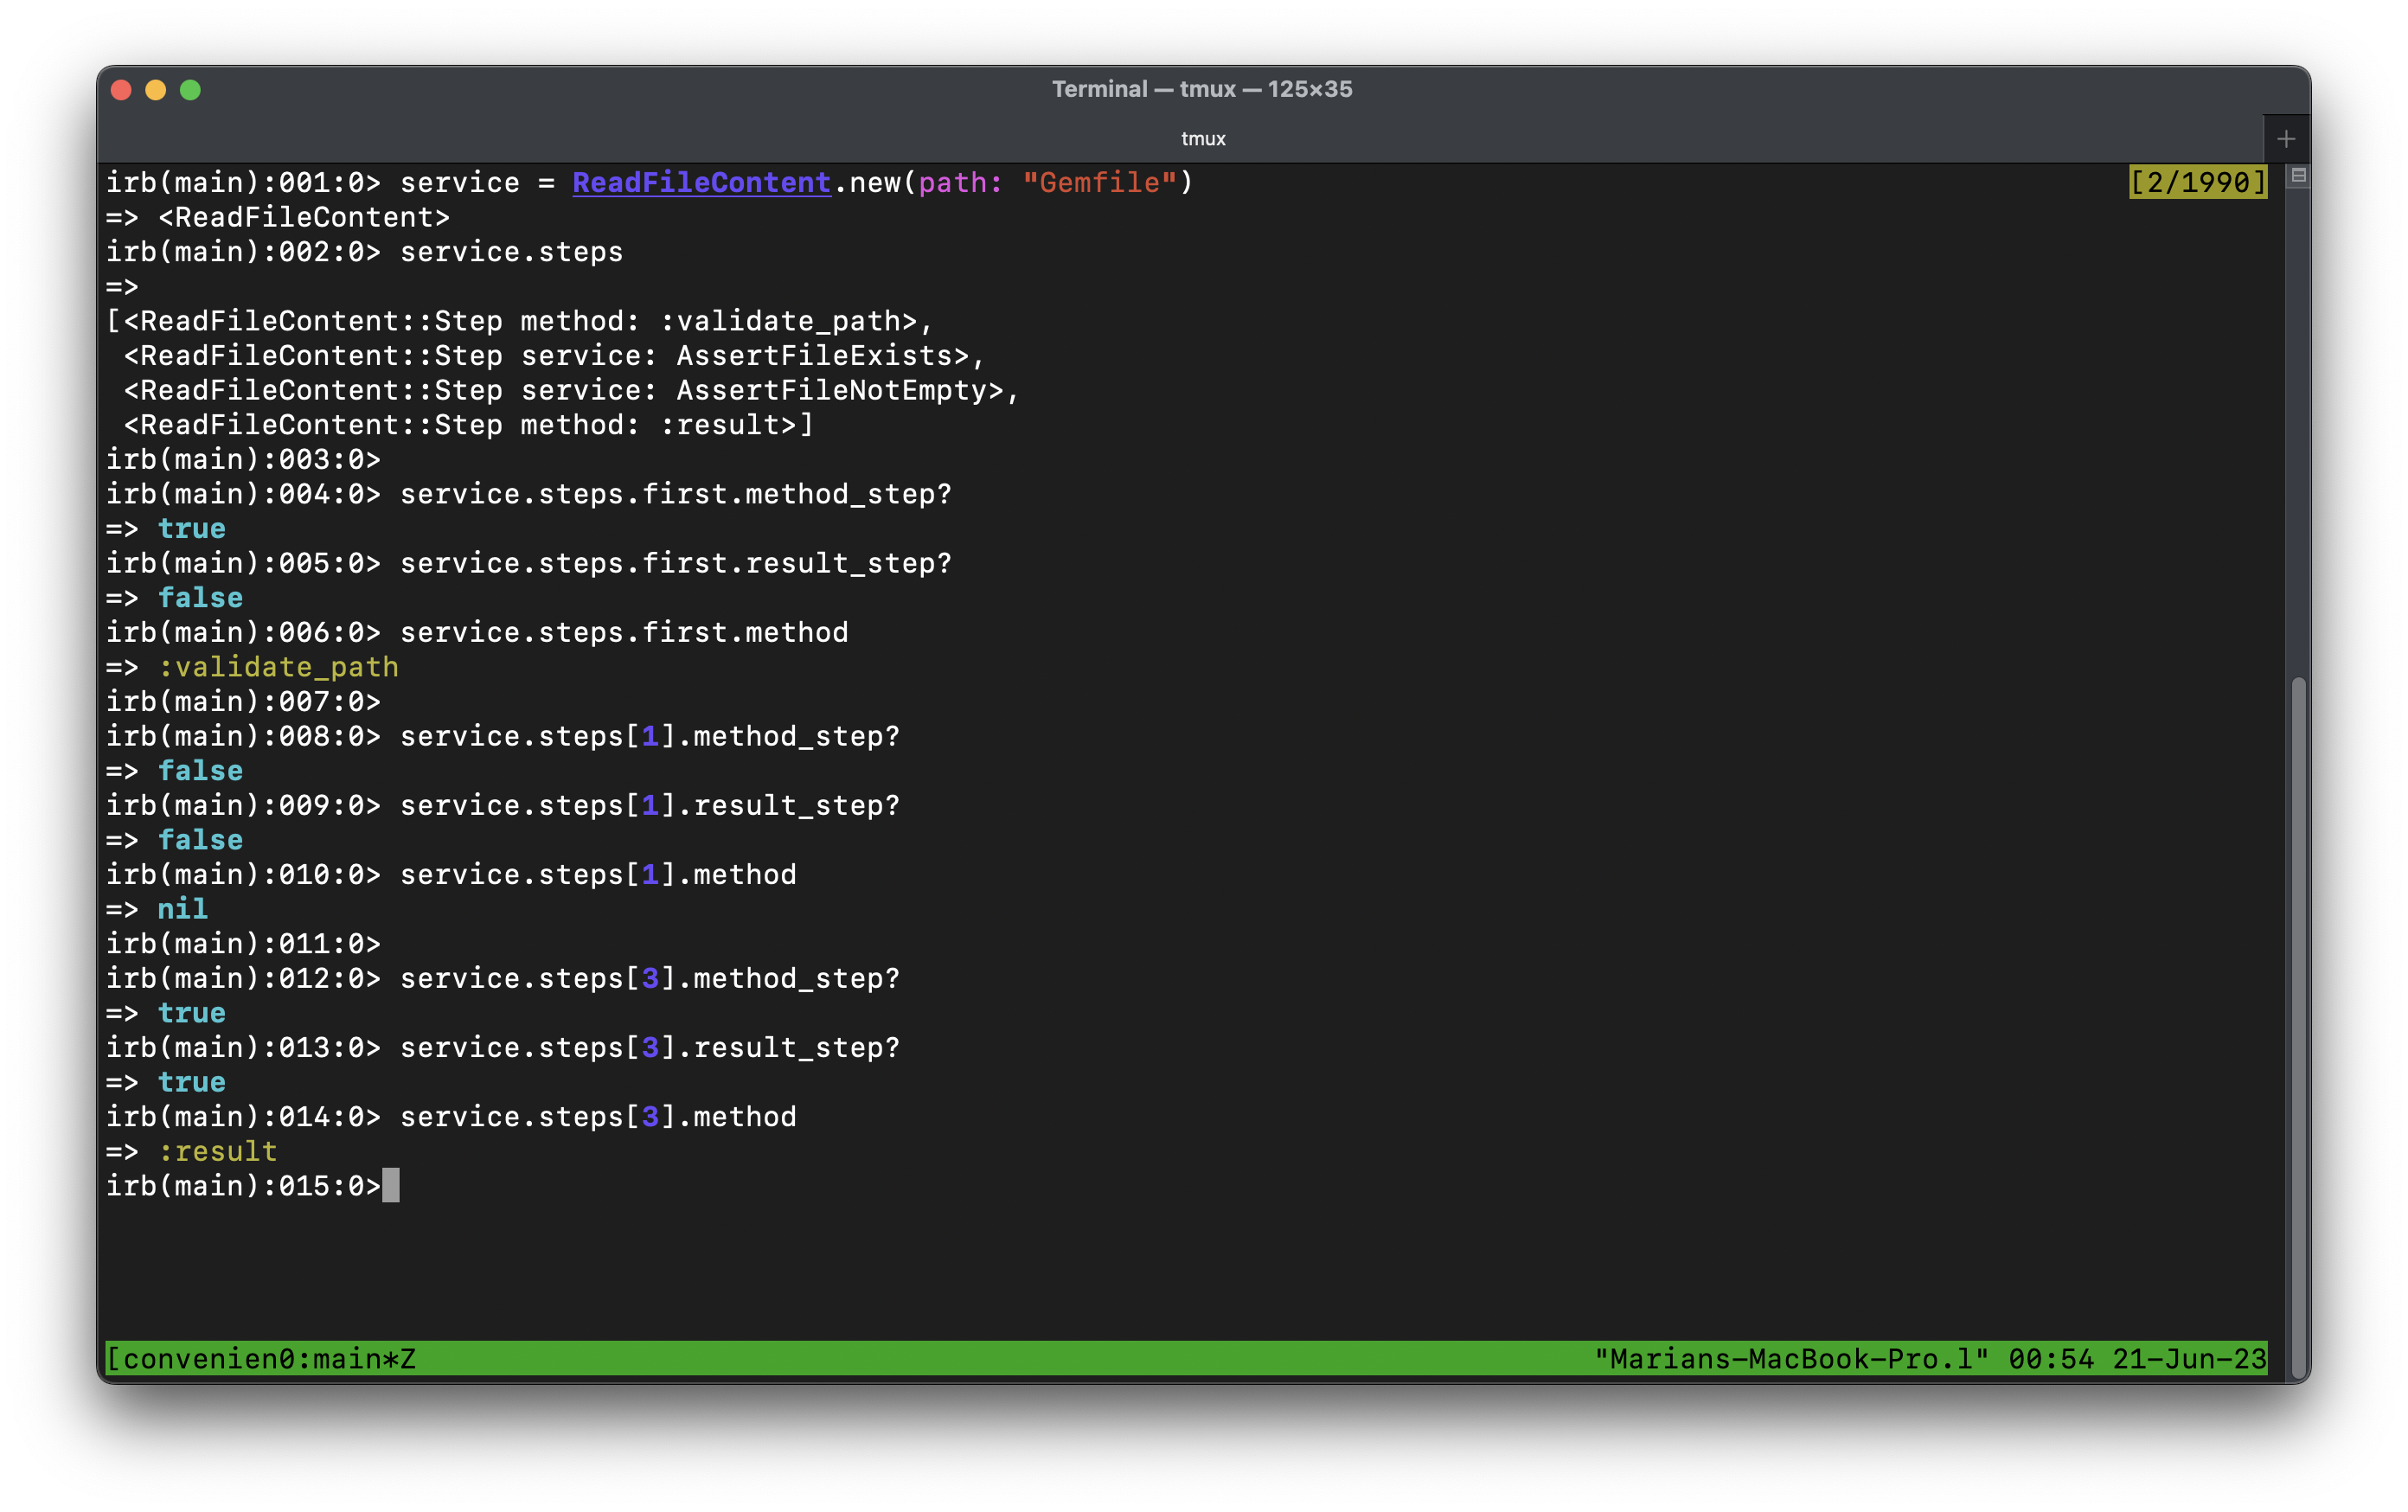 Terminal — tmux — 125×35
tmux
irb(main):001:0> service = ReadFileContent.new(path: "Gemfile") [2/1990]
=> <ReadFileContent>
irb(main):002:0> service.steps
=>
[<ReadFileContent::Step method: :validate_path>,
 <ReadFileContent::Step service: AssertFileExists>,
 <ReadFileContent::Step service: AssertFileNotEmpty>,
 <ReadFileContent::Step method: :result>]
irb(main):003:0>
irb(main):004:0> service.steps.first.method_step?
=> true
irb(main):005:0> service.steps.first.result_step?
=> false
irb(main):006:0> service.steps.first.method
=> :validate_path
irb(main):007:0>
irb(main):008:0> service.steps[1].method_step?
=> false
irb(main):009:0> service.steps[1].result_step?
=> false
irb(main):010:0> service.steps[1].method
=> nil
irb(main):011:0>
irb(main):012:0> service.steps[3].method_step?
=> true
irb(main):013:0> service.steps[3].result_step?
=> true
irb(main):014:0> service.steps[3].method
=> :result
irb(main):015:0>
[convenien0:main*Z "Marians-MacBook-Pro.l" 00:54 21-Jun-23